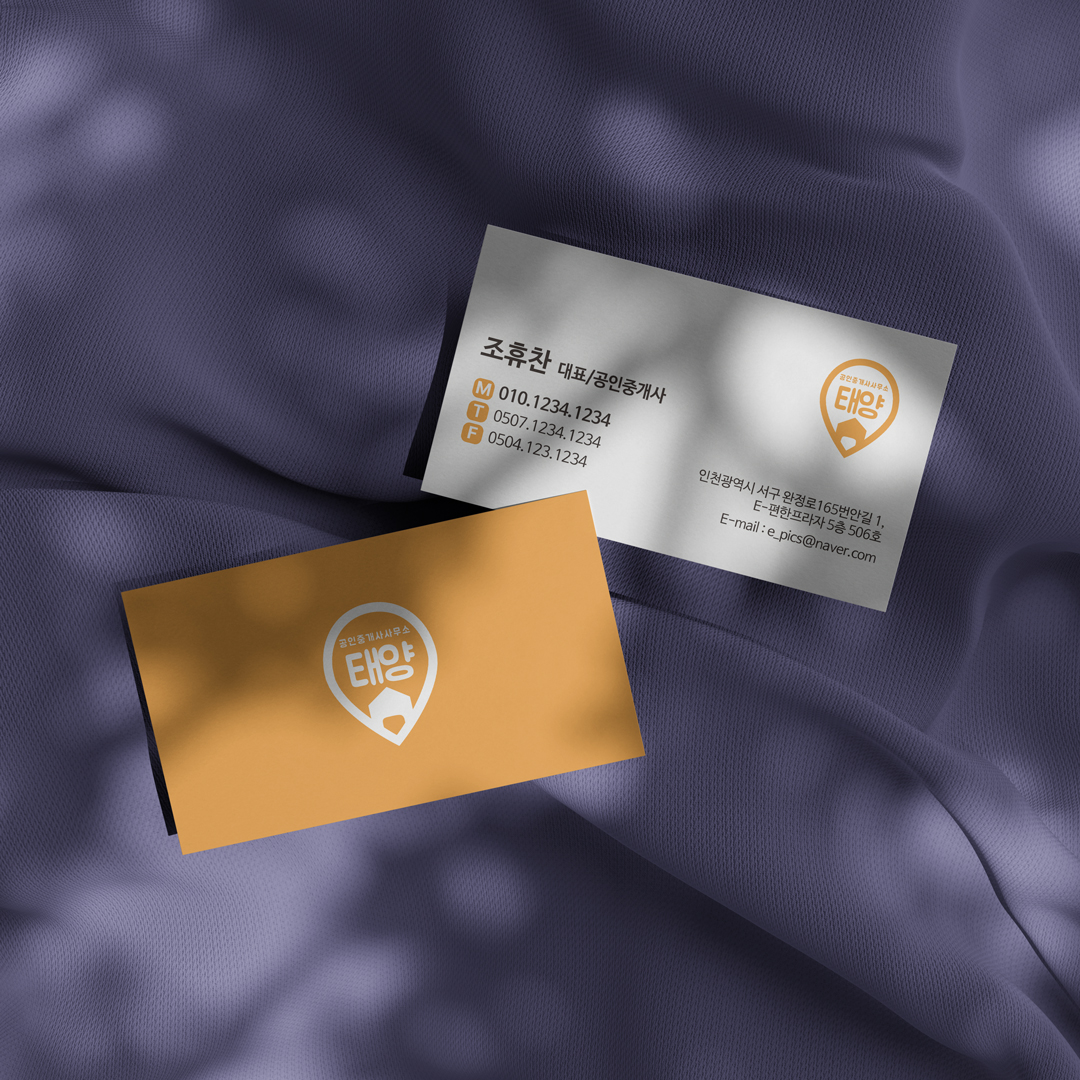 조휴찬 대표/공인중개사
M 010.1234.1234
T 0507.1234.1234
F 0504.123.1234
공인중개사사무소
태양
인천광역시 서구 완정로165번안길 1,
E-편한프라자 5층 506호
E-mail : e_pics@naver.com
공인중개사사무소
태양